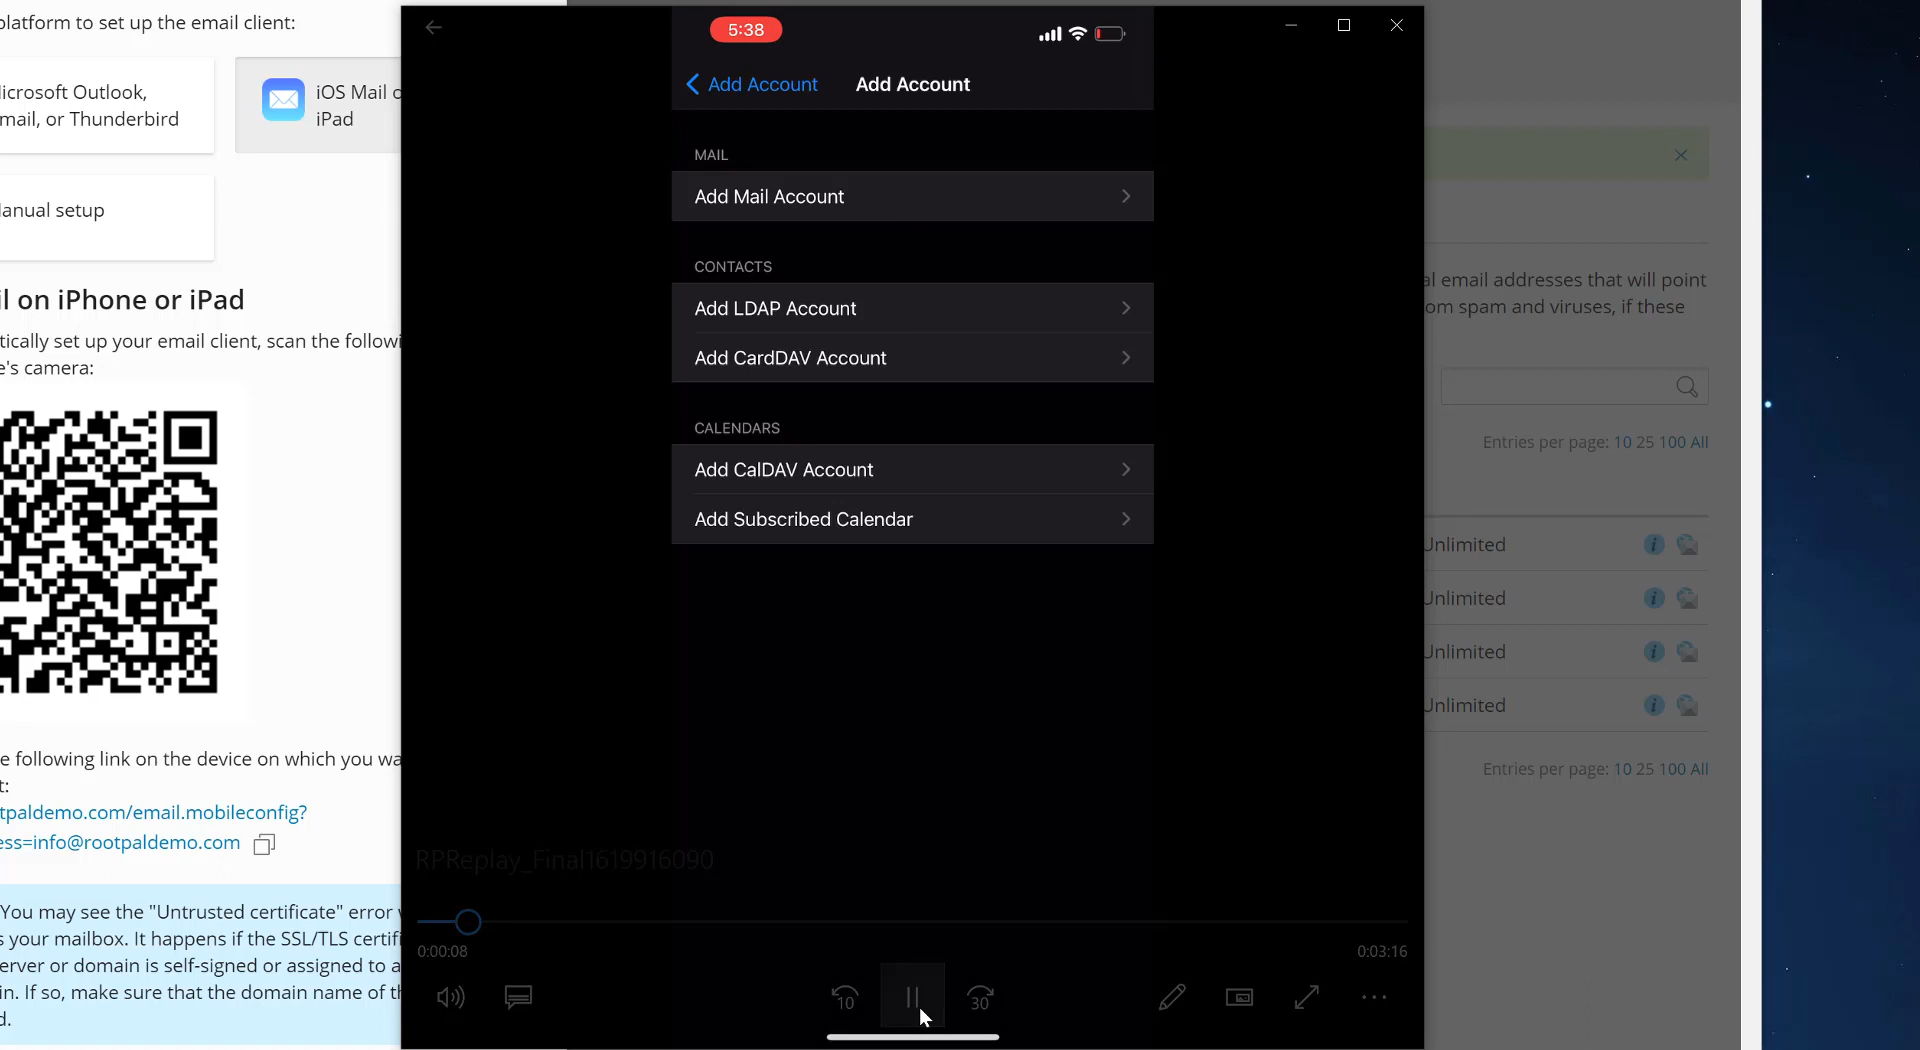 platform to set up the email client:
icrosoft Outlook,
mail, or Thunderbird
iOS Mail o
iPad
anual setup
il on iPhone or iPad
tically set up your email client, scan the followi
e's camera:
e following link on the device on which you wa
t:
tpaldemo.com/email.mobileconfig?
ess=info@rootpaldemo.com
You may see the "Untrusted certificate" error
s your mailbox. It happens if the SSL/TLS certifi
erver or domain is self-signed or assigned to a
in. If so, make sure that the domain name of th
d.
5:38
Add Account
Add Account
MAIL
Add Mail Account
CONTACTS
Add LDAP Account
Add CardDAV Account
CALENDARS
Add CalDAV Account
Add Subscribed Calendar
RPReplay_Final1619916090
0:00:08
0:03:16
10
30
al email addresses that will point
om spam and viruses, if these
Entries per page: 10 25 100 All
Unlimited
Unlimited
Unlimited
Unlimited
Entries per page: 10 25 100 All